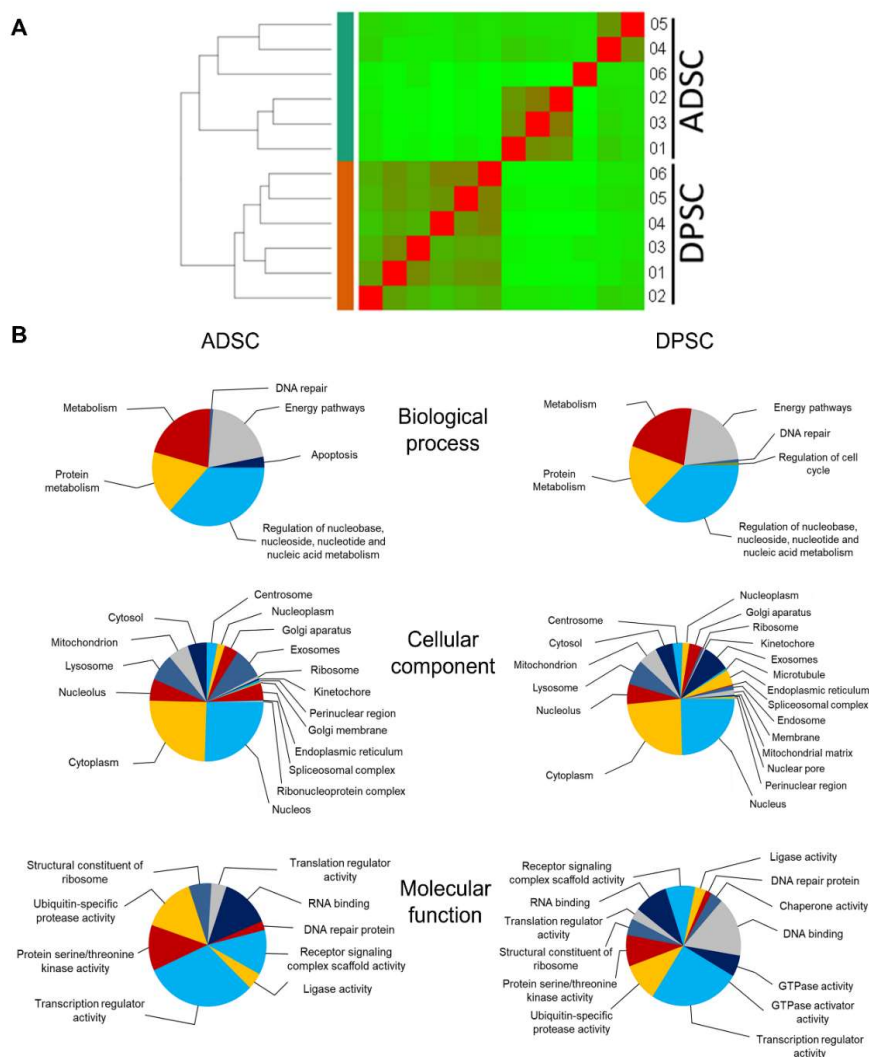 A
05
04
06
02
03
01
ADSC
06
05
04
03
01
02
DPSC
B
ADSC
DPSC
Biological
process
DNA repair
Energy pathways
Apoptosis
Regulation of nucleobase,
nucleoside, nucleotide and
nucleic acid metabolism
Protein
metabolism
Metabolism
Metabolism
Energy pathways
DNA repair
Regulation of cell
cycle
Regulation of nucleobase,
nucleoside, nucleotide and
nucleic acid metabolism
Protein
Metabolism
Cellular
component
Centrosome
Nucleoplasm
Golgi apparatus
Exosomes
Ribosome
Kinetochore
Perinuclear region
Golgi membrane
Endoplasmic reticulum
Spliceosomal complex
Ribonucleoprotein complex
Nucleos
Cytoplasm
Nucleolus
Lysosome
Mitochondrion
Cytosol
Nucleoplasm
Golgi apparatus
Ribosome
Kinetochore
Exosomes
Microtubule
Endoplasmic reticulum
Spliceosomal complex
Endosome
Membrane
Mitochondrial matrix
Nuclear pore
Perinuclear region
Nucleus
Cytoplasm
Nucleolus
Lysosome
Mitochondrion
Cytosol
Centrosome
Molecular
function
Structural constituent of
ribosome
Ubiquitin-specific
protease activity
Protein serine/threonine
kinase activity
Transcription regulator
activity
Translation regulator
activity
RNA binding
DNA repair protein
Receptor signaling
complex scaffold activity
Ligase activity
Receptor signaling
complex scaffold activity
RNA binding
Translation regulator
activity
Structural constituent of
ribosome
Protein serine/threonine
kinase activity
Ubiquitin-specific
protease activity
Ligase activity
DNA repair protein
Chaperone activity
DNA binding
GTPase activity
GTPase activator
activity
Transcription regulator
activity